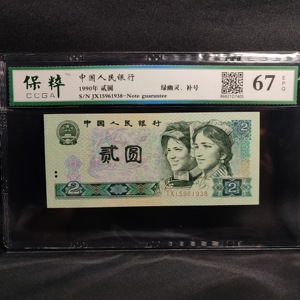 保粹
CCGA
中国人民银行
1990年 贰圆
绿幽灵、补号
S/N JX15961938-Note guarantee
67
EPQ
中国人民银行
贰圆
2
2
JX15961938